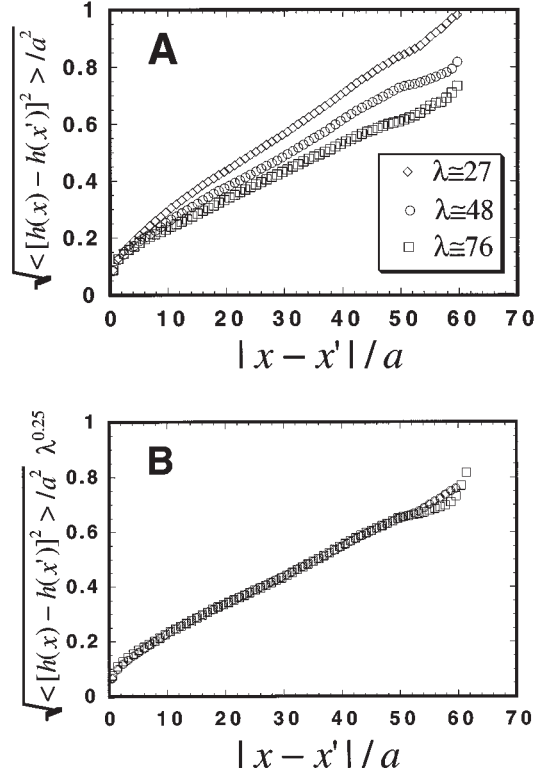 A
√<[h(x) – h(x')]²>/a²
1
0.8
0.6
0.4
0.2
0
λ≅27
λ≅48
λ≅76
0 10 20 30 40 50 60 70
|x – x'|/a
B
√<[h(x) – h(x')]²>/a² λ^0.25
1
0.8
0.6
0.4
0.2
0
0 10 20 30 40 50 60 70
|x – x'|/a